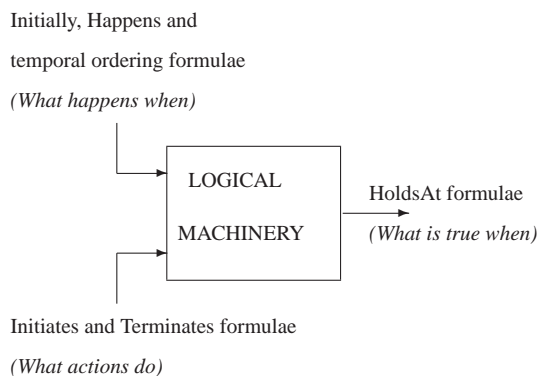 Initially, Happens and
temporal ordering formulae
(What happens when)
LOGICAL
MACHINERY
HoldsAt formulae
(What is true when)
Initiates and Terminates formulae
(What actions do)